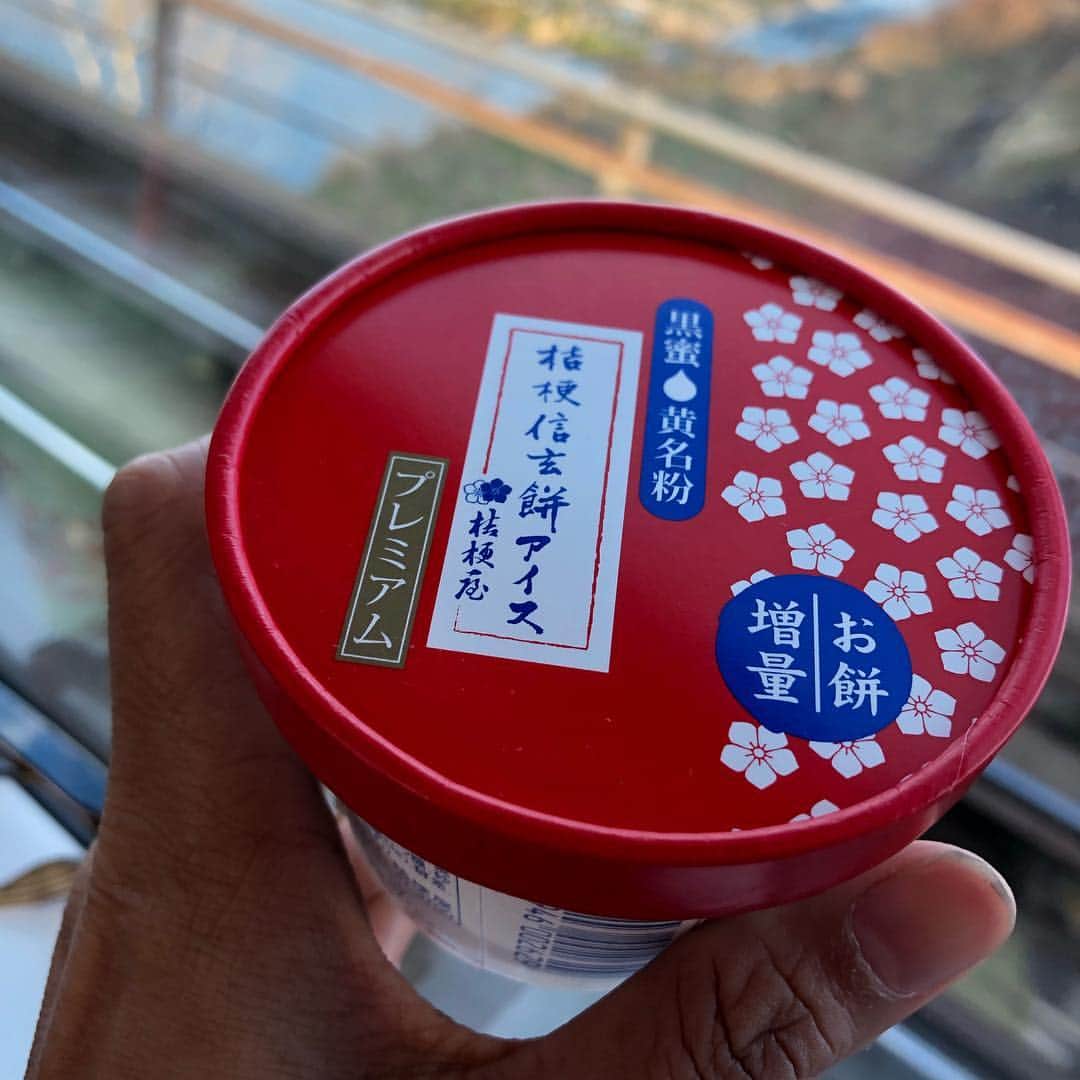 黒蜜
黄名粉
桔梗信玄餅アイス
桔梗屋
プレミアム
お餅
増量